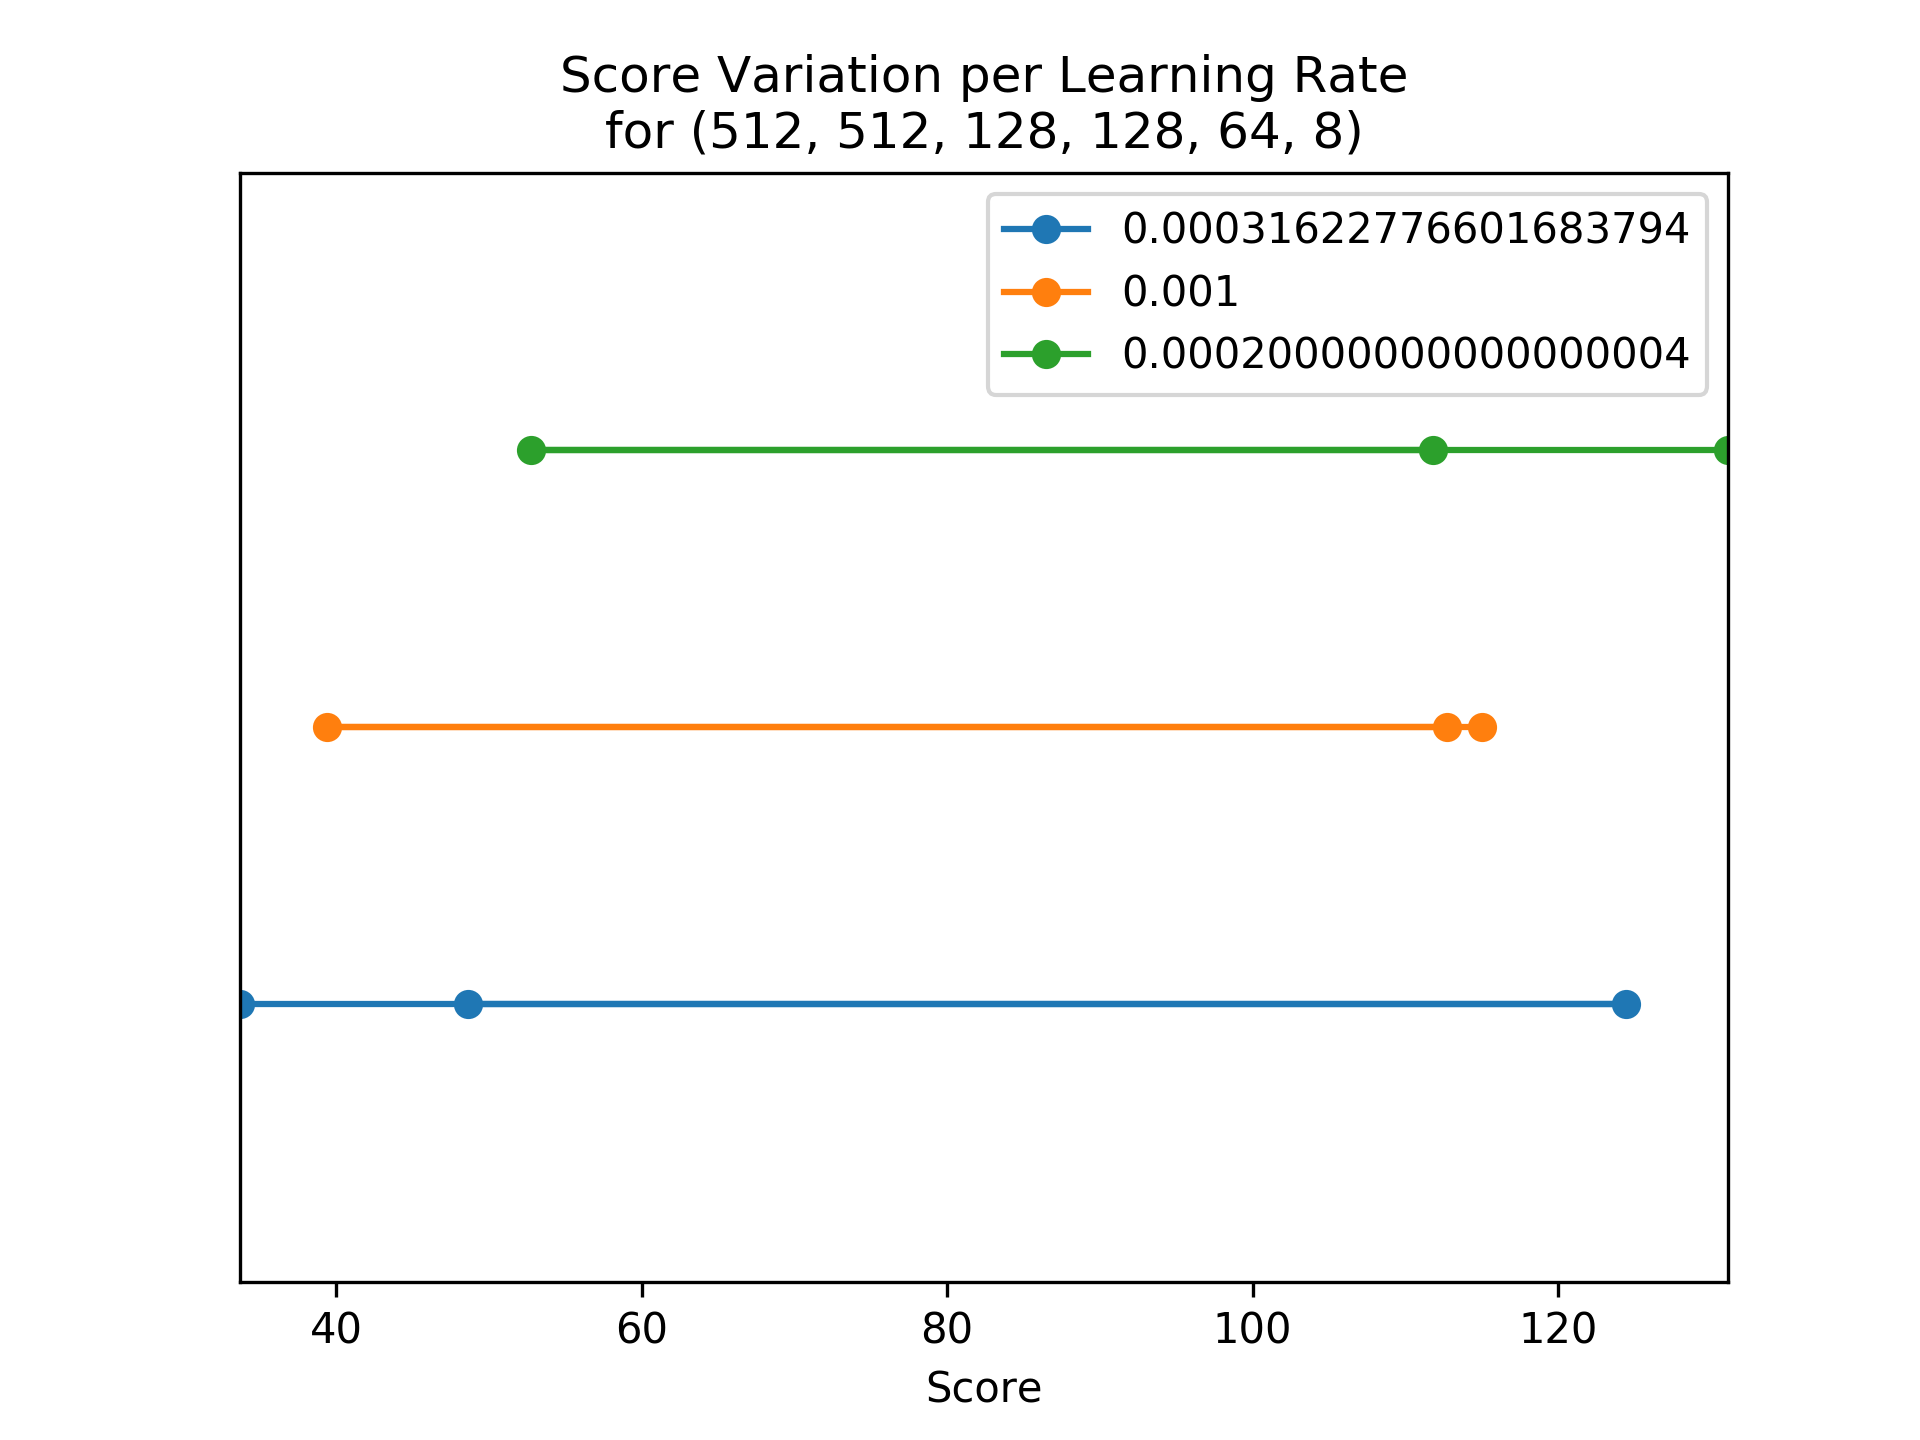 Score Variation per Learning Rate
for (512, 512, 128, 128, 64, 8)
0.00031622776601683794
0.001
0.00020000000000000004
40 60 80 100 120
Score